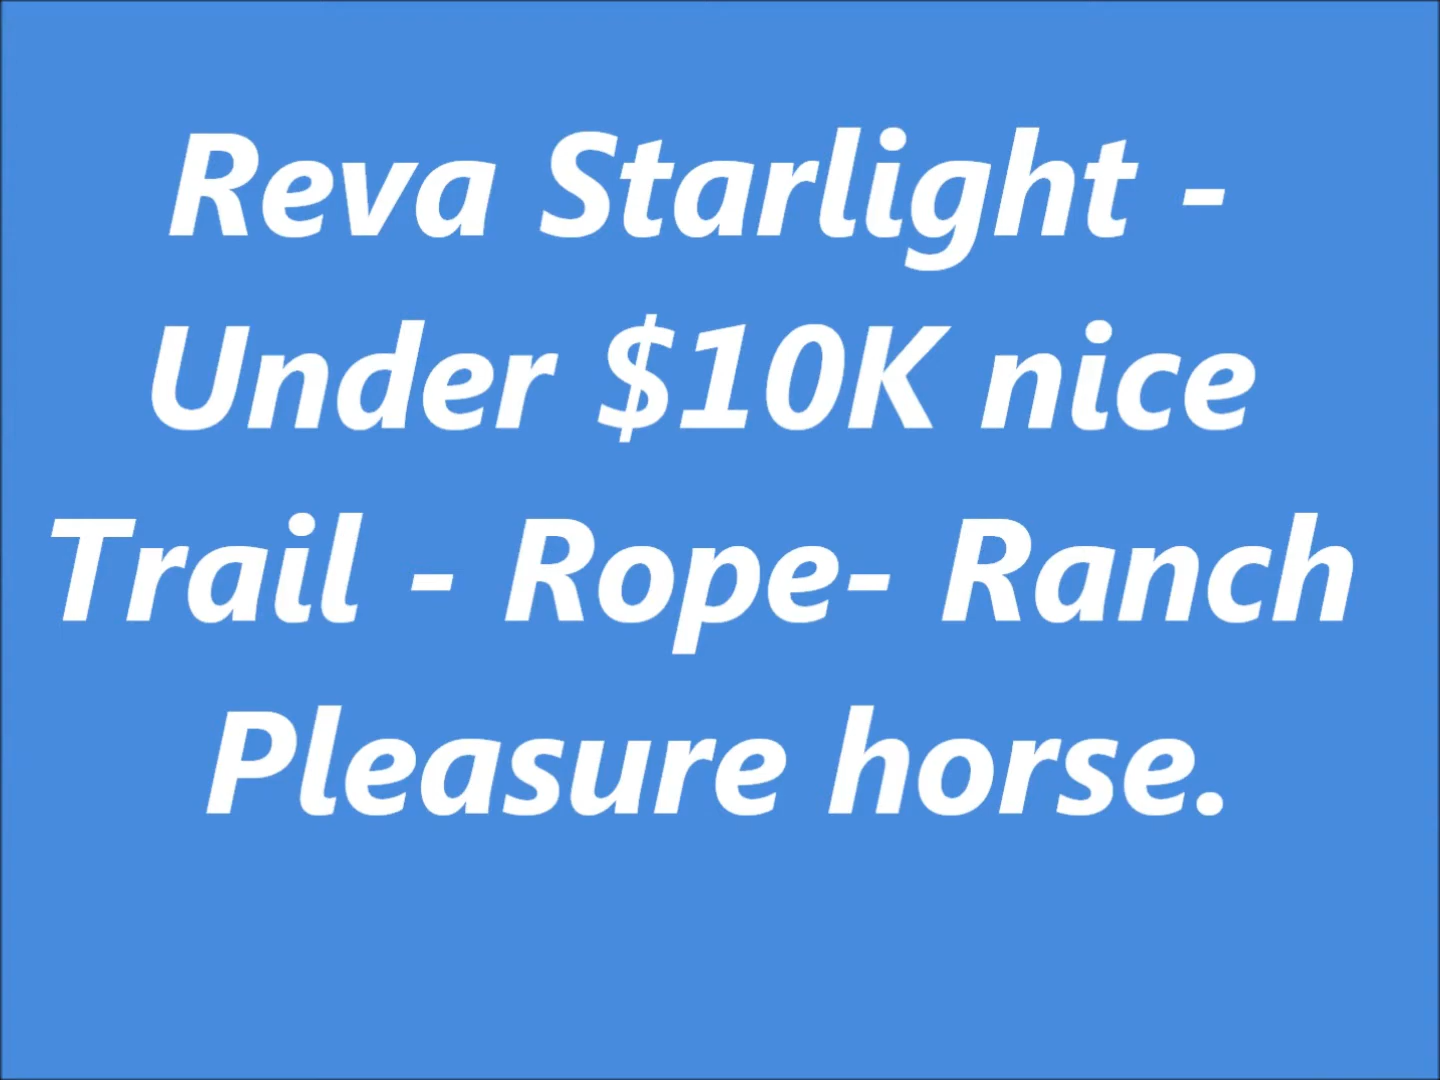 Reva Starlight -
Under $10K nice
Trail - Rope- Ranch
Pleasure horse.